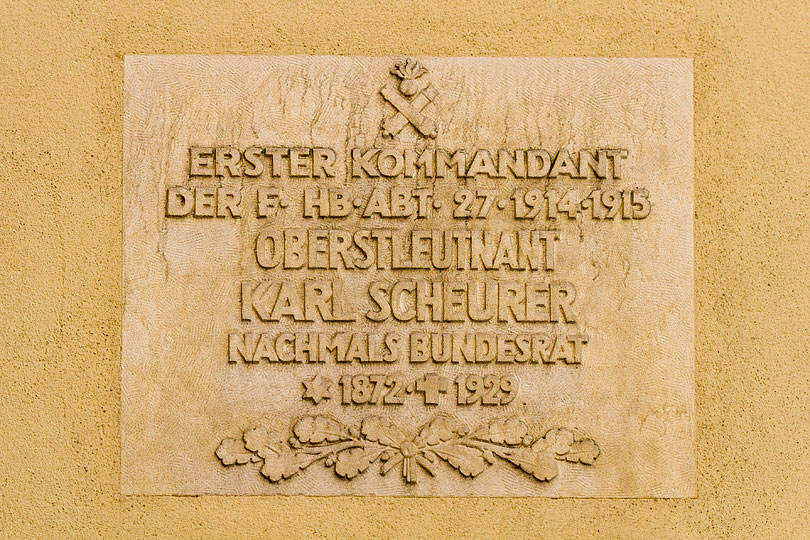 ERSTER KOMMANDANT
DER F· HB·ABT· 27·1914·1915
OBERSTLEUTNANT
KARL SCHEURER
NACHMALS BUNDESRAT
✶ 1872·✝ 1929